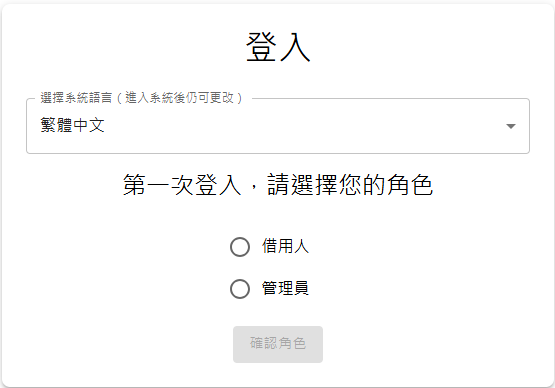 登入
選擇系統語言（進入系統後仍可更改）
繁體中文
第一次登入，請選擇您的角色
借用人
管理員
確認角色